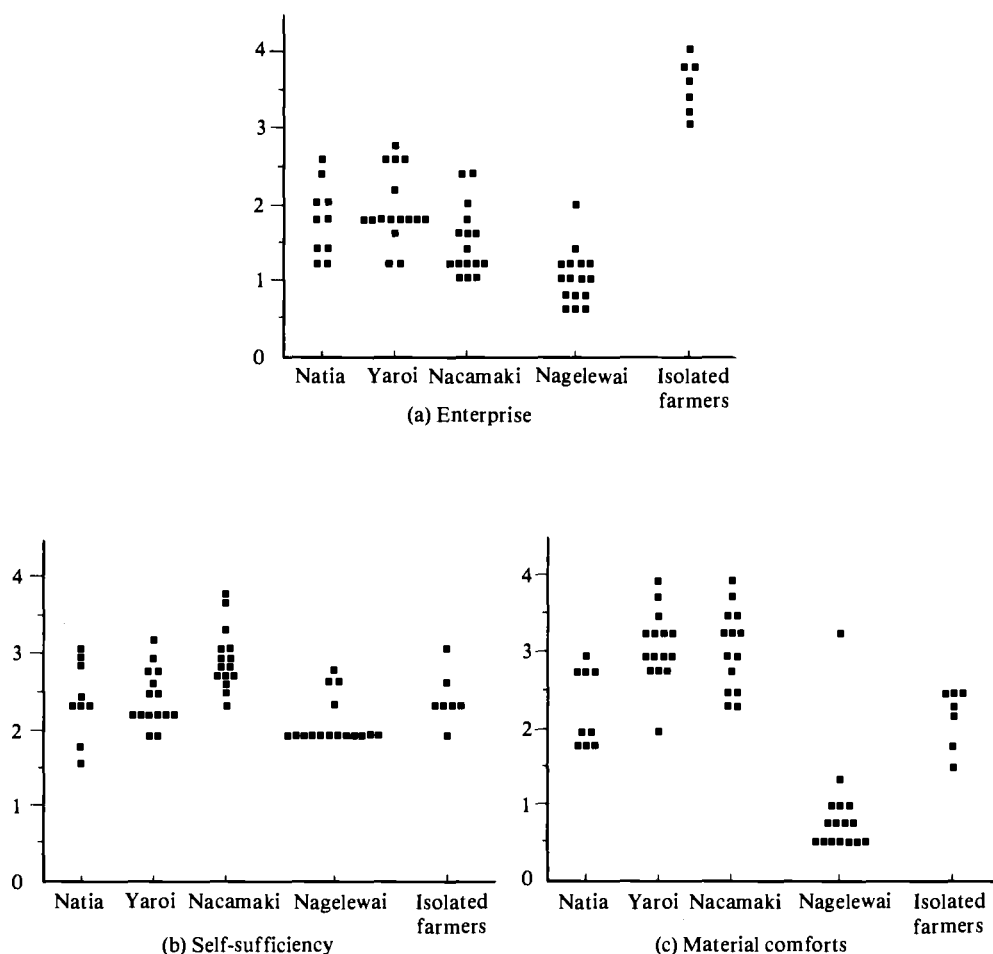 4
3
2
1
0
Natia Yaroi Nacamaki Nagelewai Isolated
farmers
(a) Enterprise
4
3
2
1
0
Natia Yaroi Nacamaki Nagelewai Isolated
farmers
(b) Self-sufficiency
4
3
2
1
0
Natia Yaroi Nacamaki Nagelewai Isolated
farmers
(c) Material comforts